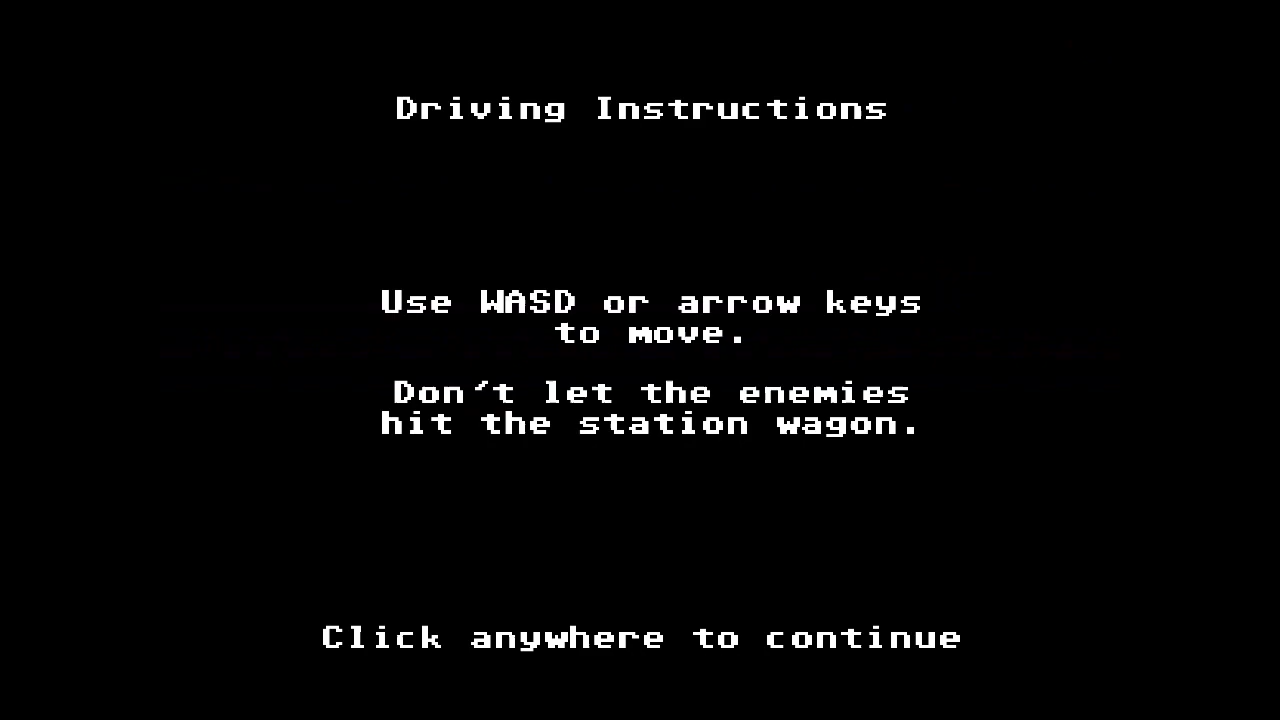 Driving Instructions
Use WASD or arrow keys
to move.
Don't let the enemies
hit the station wagon.
Click anywhere to continue